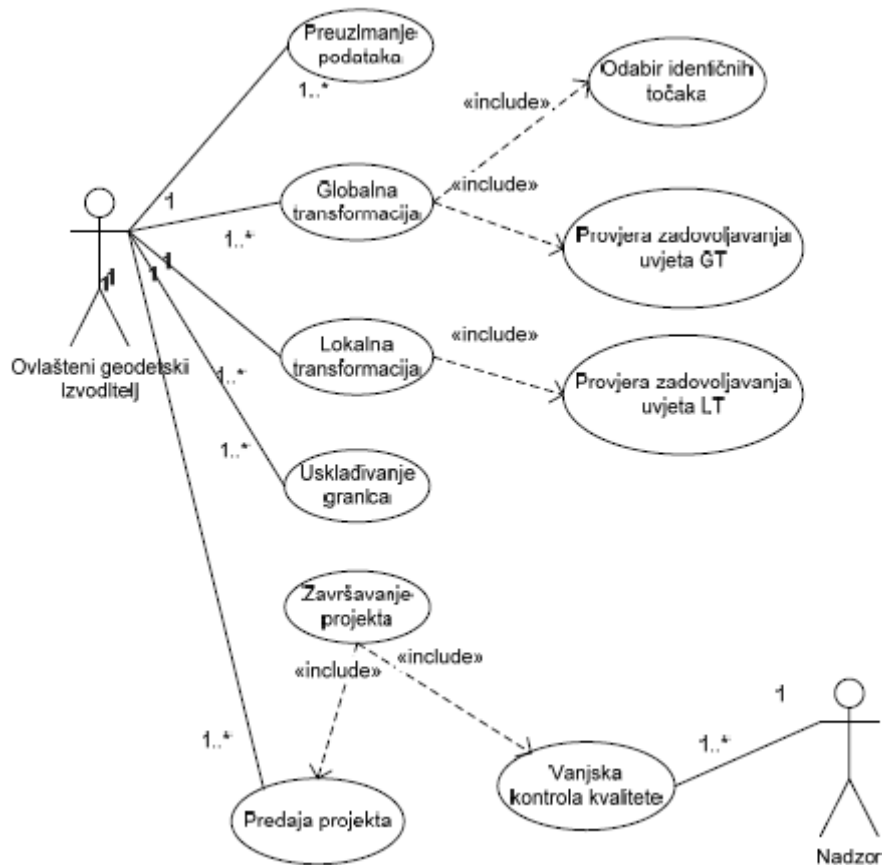 Preuzimanje
podataka
1..*
Odabir identičnih
točaka
«include»
1
Globalna
transformacija
1..*
«include»
Provjera zadovoljavanja
uvjeta GT
1
1
1
1
Ovlašteni geodetski
izvoditelj
Lokalna
transformacija
1..*
«include»
Provjera zadovoljavanja
uvjeta LT
1..*
Usklađivanje
granica
Završavanje
projekta
«include»
«include»
1..*
Predaja projekta
Vanjska
kontrola kvalitete
1..*
1
Nadzor